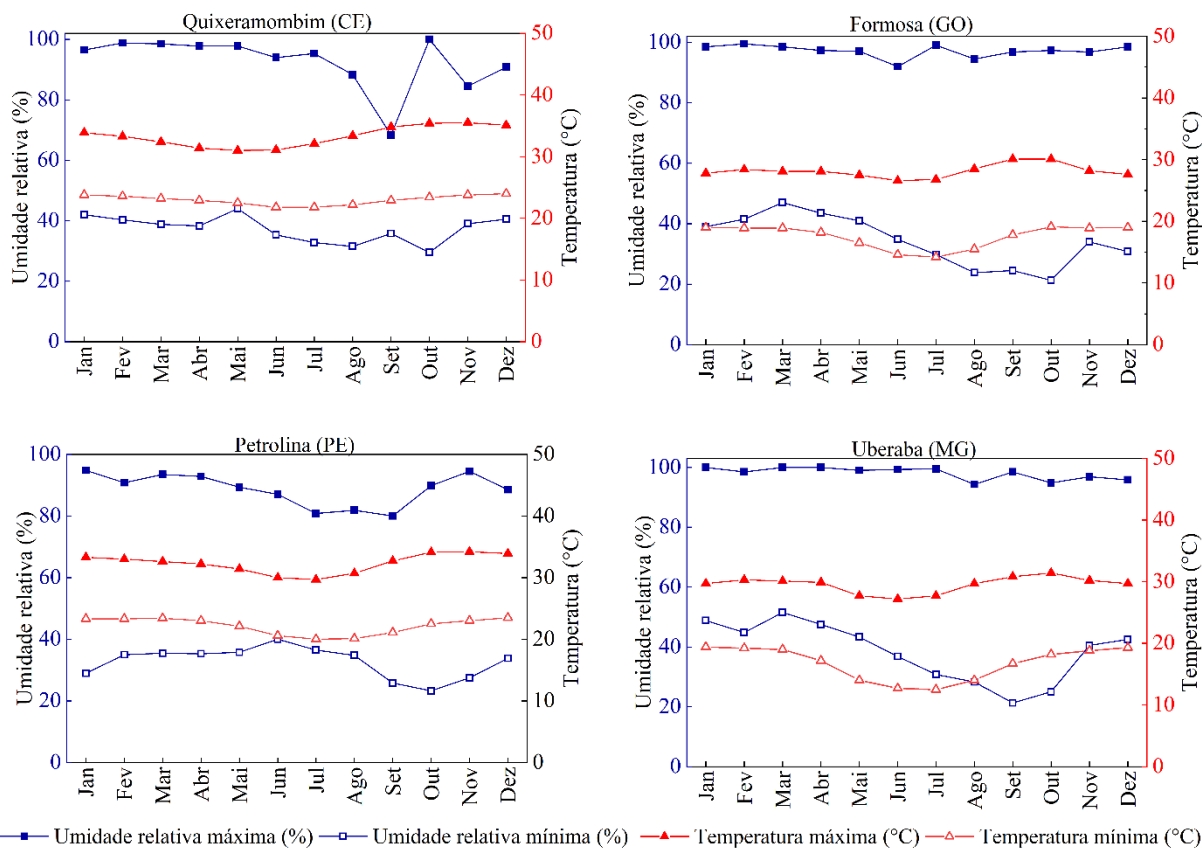 Quixeramombim (CE)
Umidade relativa (%)
100
80
60
40
20
0
50
40
30
20
10
0
Temperatura (°C)
Jan Fev Mar Abr Mai Jun Jul Ago Set Out Nov Dez
Formosa (GO)
Umidade relativa (%)
100
80
60
40
20
0
50
40
30
20
10
0
Temperatura (°C)
Jan Fev Mar Abr Mai Jun Jul Ago Set Out Nov Dez
Petrolina (PE)
Umidade relativa (%)
100
80
60
40
20
0
50
40
30
20
10
0
Temperatura (°C)
Jan Fev Mar Abr Mai Jun Jul Ago Set Out Nov Dez
Uberaba (MG)
Umidade relativa (%)
100
80
60
40
20
0
50
40
30
20
10
0
Temperatura (°C)
Jan Fev Mar Abr Mai Jun Jul Ago Set Out Nov Dez
Umidade relativa máxima (%) Umidade relativa mínima (%) Temperatura máxima (°C) Temperatura mínima (°C)